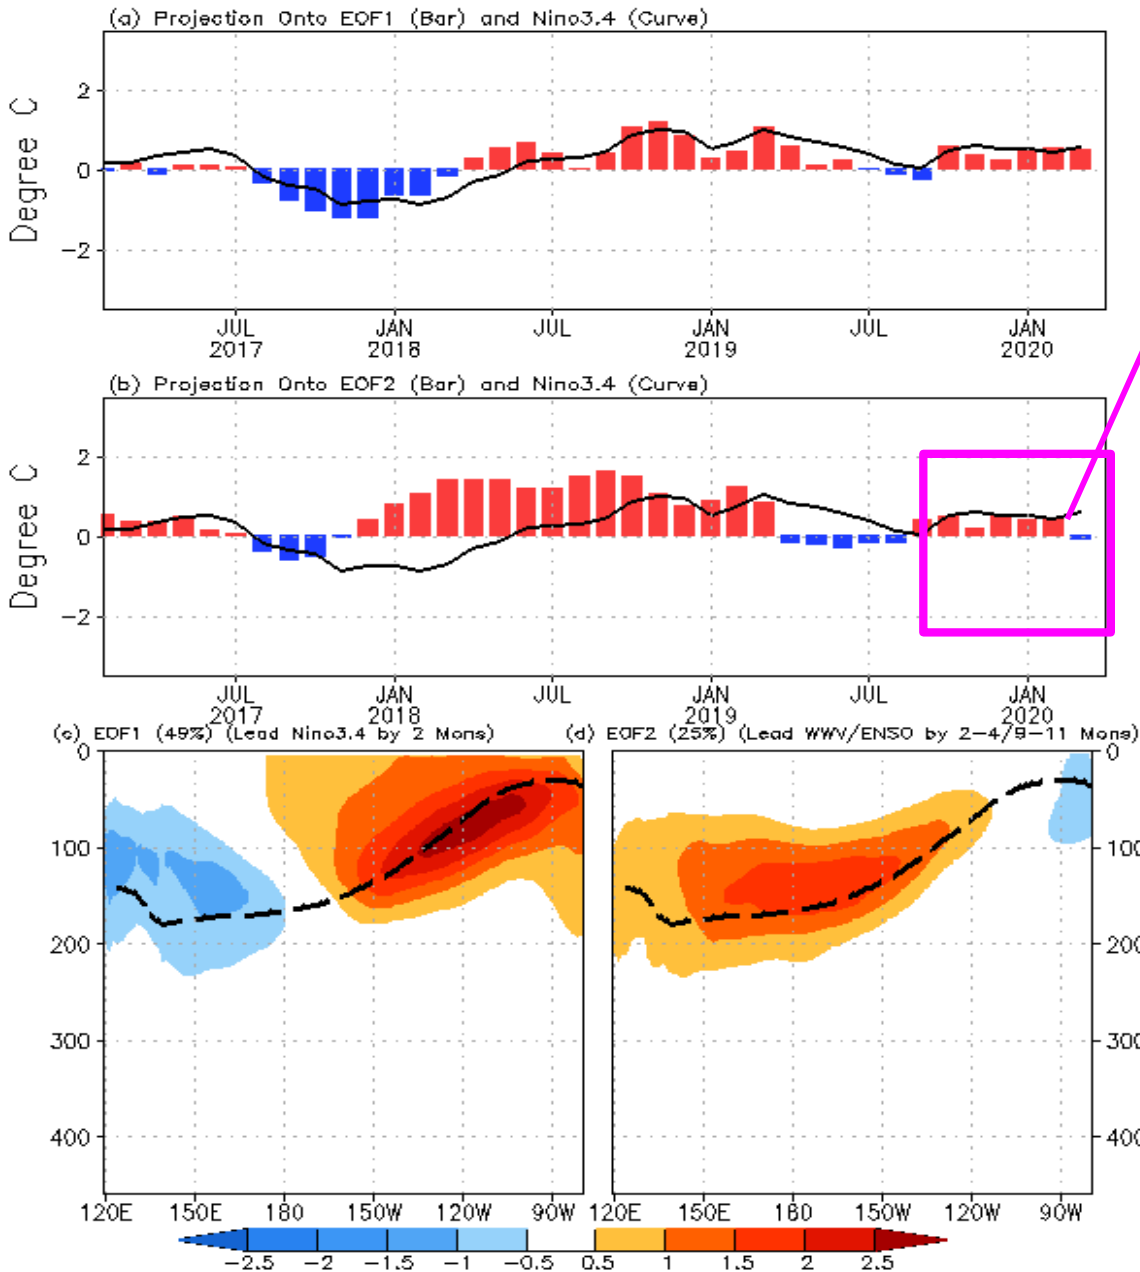 (a) Projection Onto EOF1 (Bar) and Nino3.4 (Curve)
Degree C
2
0
-2
JUL JAN JUL JAN JUL JAN
2017 2018 2019 2020
(b) Projection Onto EOF2 (Bar) and Nino3.4 (Curve)
Degree C
2
0
-2
JUL JAN JUL JAN JUL JAN
2017 2018 2019 2020
(c) EOF1 (49%) (Lead Nino3.4 by 2 Mons)
(d) EOF2 (25%) (Lead WWV/ENSO by 2-4/9-11 Mons)
0 0
100 100
200 200
300 300
400 400
120E 150E 180 150W 120W 90W 120E 150E 180 150W 120W 90W
-2.5 -2 -1.5 -1 -0.5 0.5 1 1.5 2 2.5